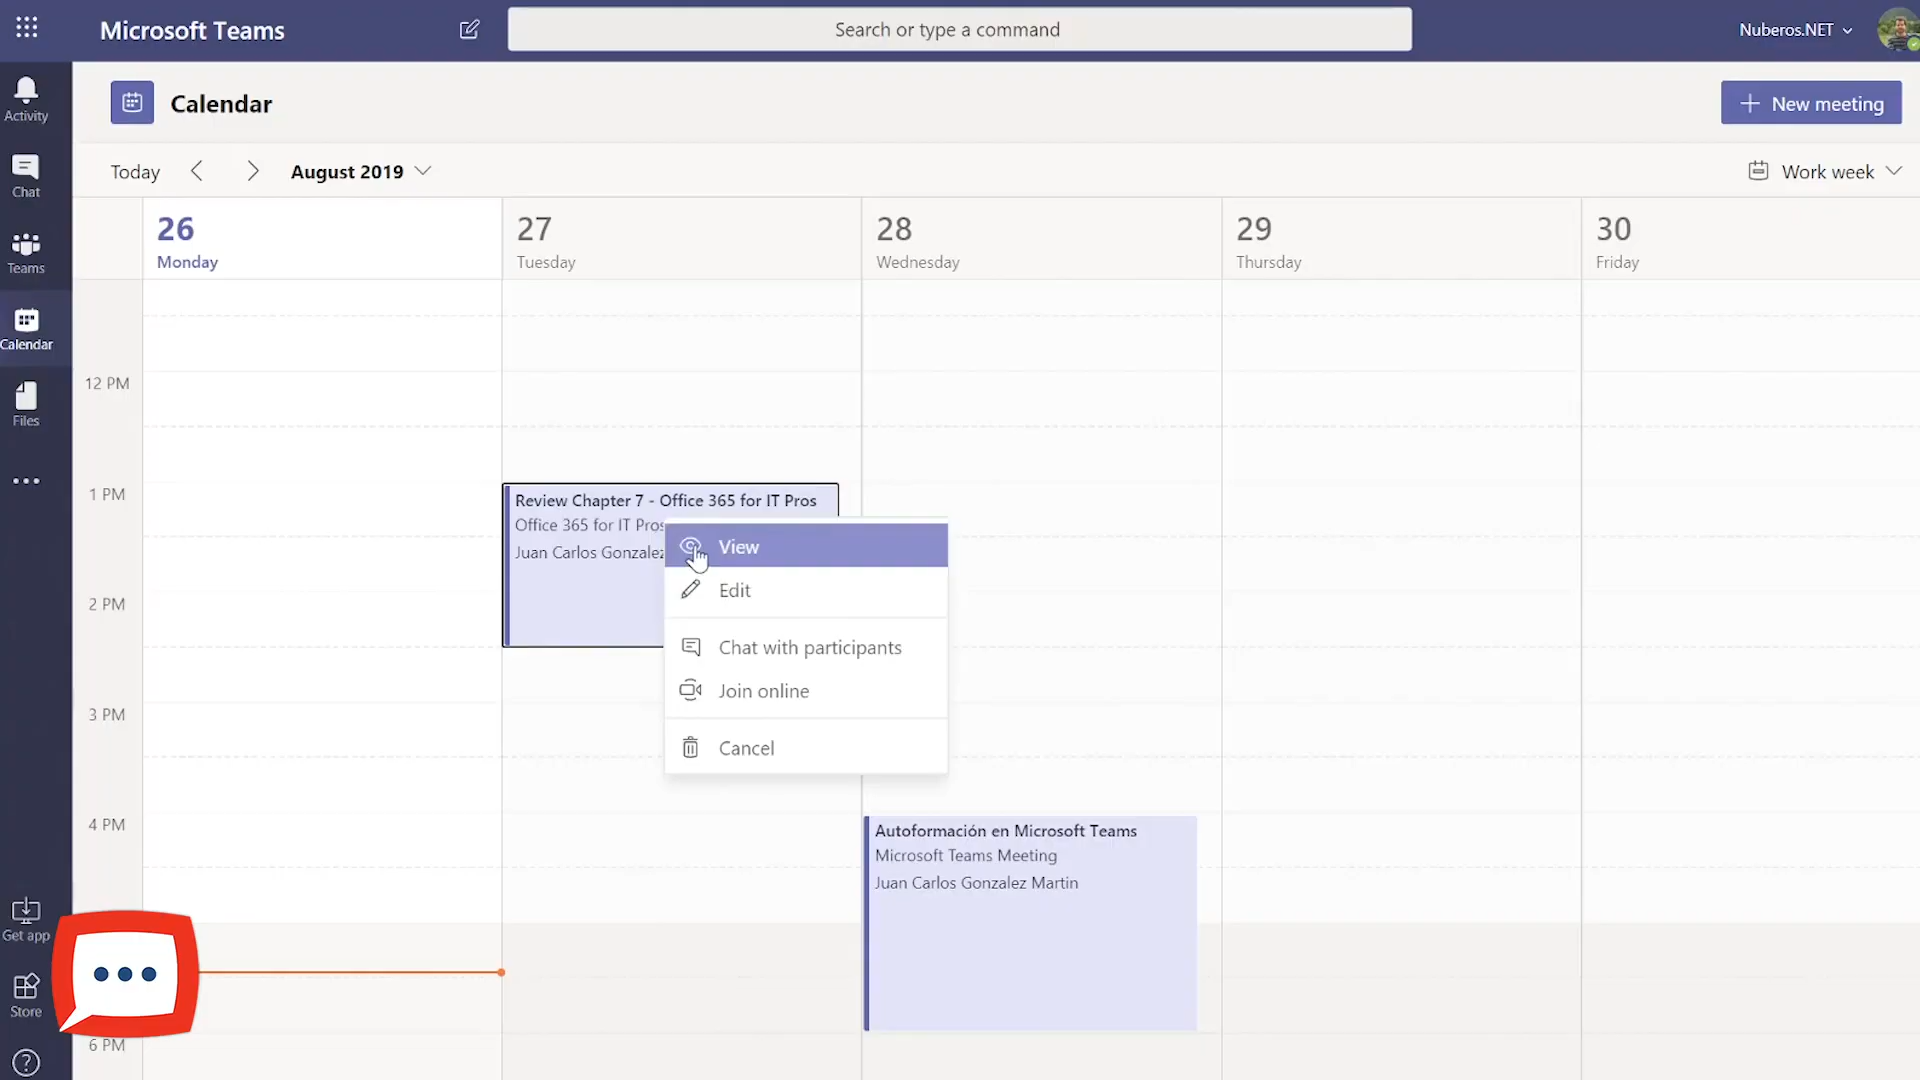 Microsoft Teams
Search or type a command
Nuberos.NET
Activity
Chat
Teams
Calendar
Files
Get app
Store
Calendar
New meeting
Today
August 2019
Work week
26
Monday
27
Tuesday
28
Wednesday
29
Thursday
30
Friday
12 PM
1 PM
2 PM
3 PM
4 PM
6 PM
Review Chapter 7 - Office 365 for IT Pros
Office 365 for IT Pros
Juan Carlos Gonzalez
View
Edit
Chat with participants
Join online
Cancel
Autoformación en Microsoft Teams
Microsoft Teams Meeting
Juan Carlos Gonzalez Martin